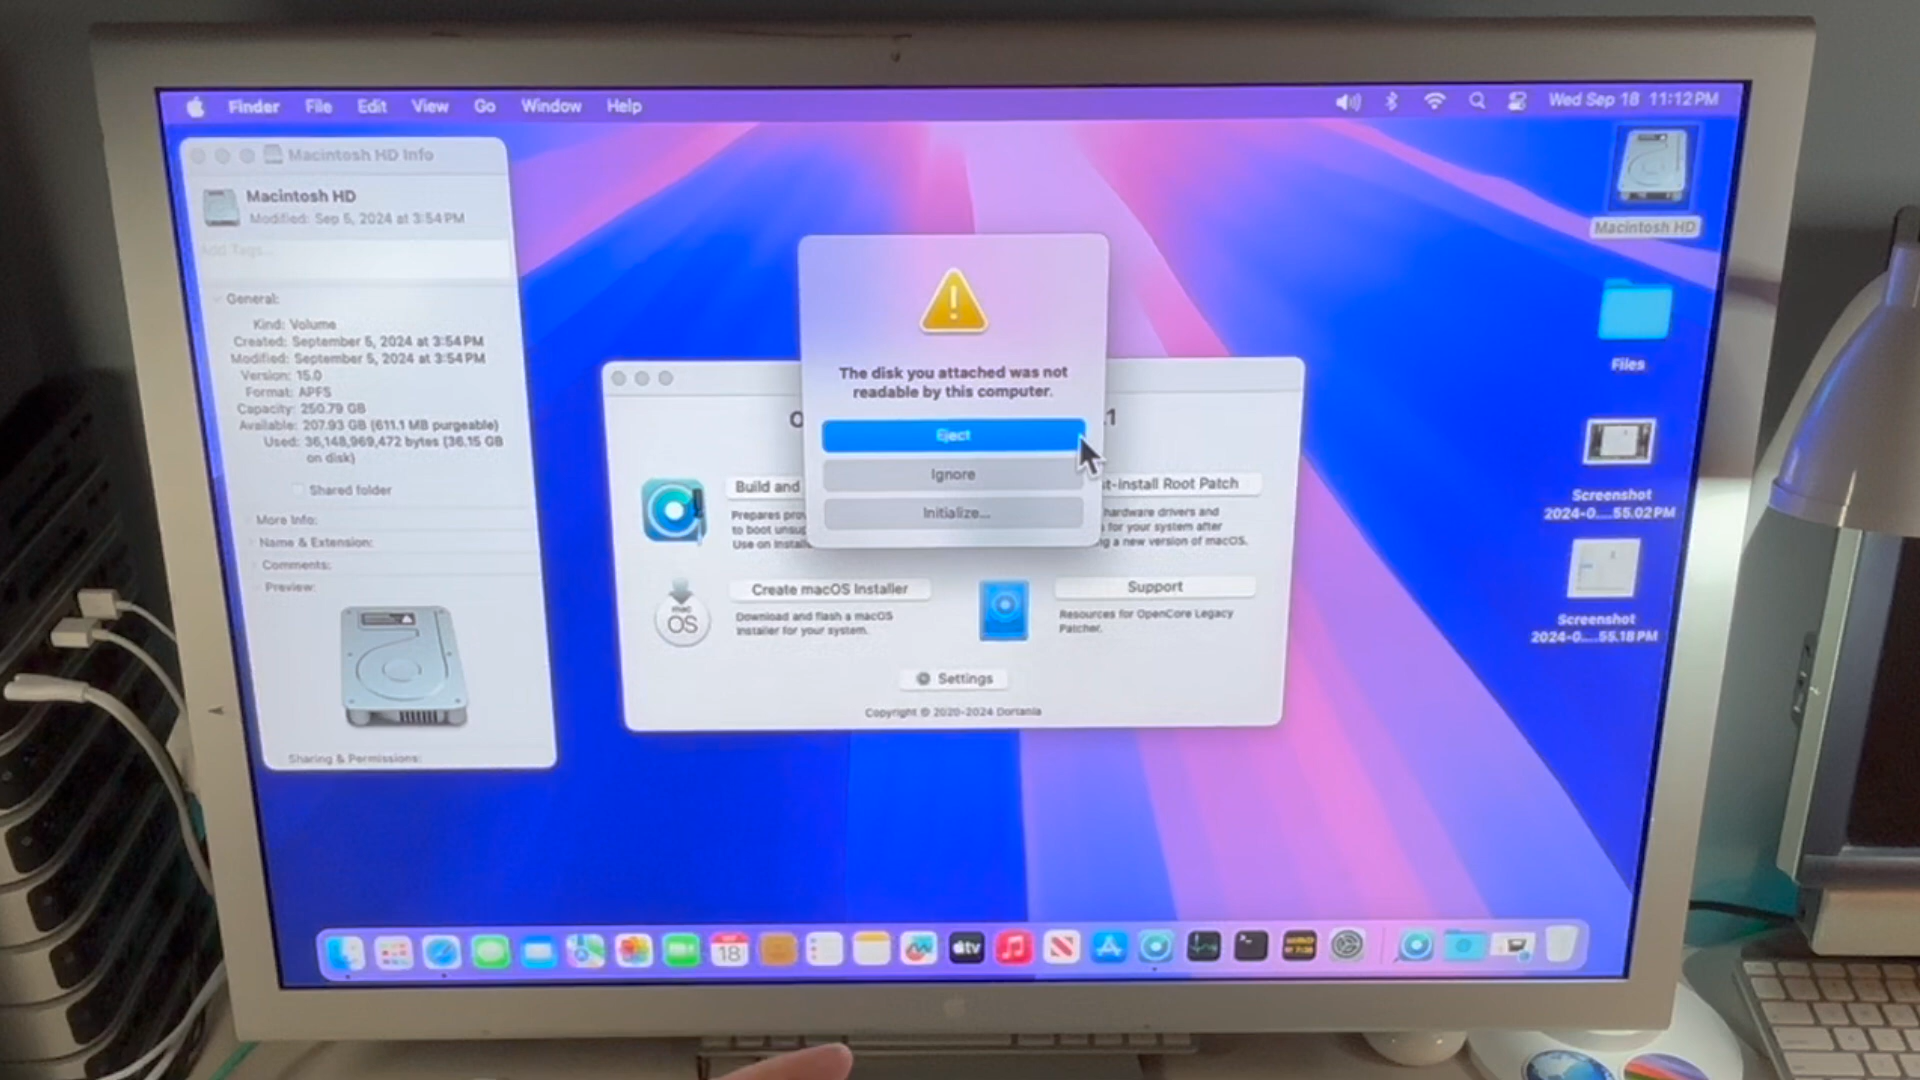 Finder File Edit View Go Window Help
Wed Sep 18 11:12 PM
Macintosh HD Info
Macintosh HD
Modified: Sep 5, 2024 at 3:54 PM
Add Tags...
General:
Kind: Volume
Created: September 5, 2024 at 3:54 PM
Modified: September 5, 2024 at 3:54 PM
Version: 15.0
Format: APFS
Capacity: 250.79 GB
Available: 207.93 GB (611.1 MB purgeable)
Used: 36,148,969,472 bytes (36.15 GB
on disk)
Shared folder
More Info:
Name & Extension:
Comments:
Preview:
Sharing & Permissions:
The disk you attached was not
readable by this computer.
Eject
Ignore
Initialize...
O
.1
Build and
Prepares prov
to boot unsup
Use on Installe
t-Install Root Patch
hardware drivers and
for your system after
ng a new version of macOS.
mac
OS
Create macOS Installer
Download and flash a macOS
Installer for your system.
Support
Resources for OpenCore Legacy
Patcher.
Settings
Copyright © 2020-2024 Dortania
Macintosh HD
Files
Screenshot
2024-0....55.02 PM
Screenshot
2024-0....55.18 PM
18
tv